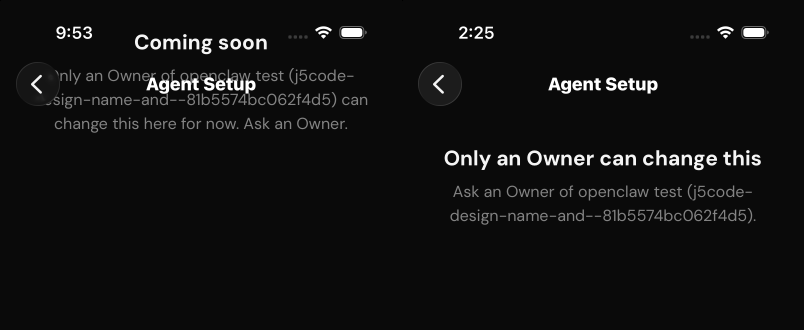 9:53
Coming soon
Only an Owner of openclaw test (j5code-
Agent Setup
design-name-and--81b5574bc062f4d5) can
change this here for now. Ask an Owner.
2:25
Agent Setup
Only an Owner can change this
Ask an Owner of openclaw test (j5code-
design-name-and--81b5574bc062f4d5).